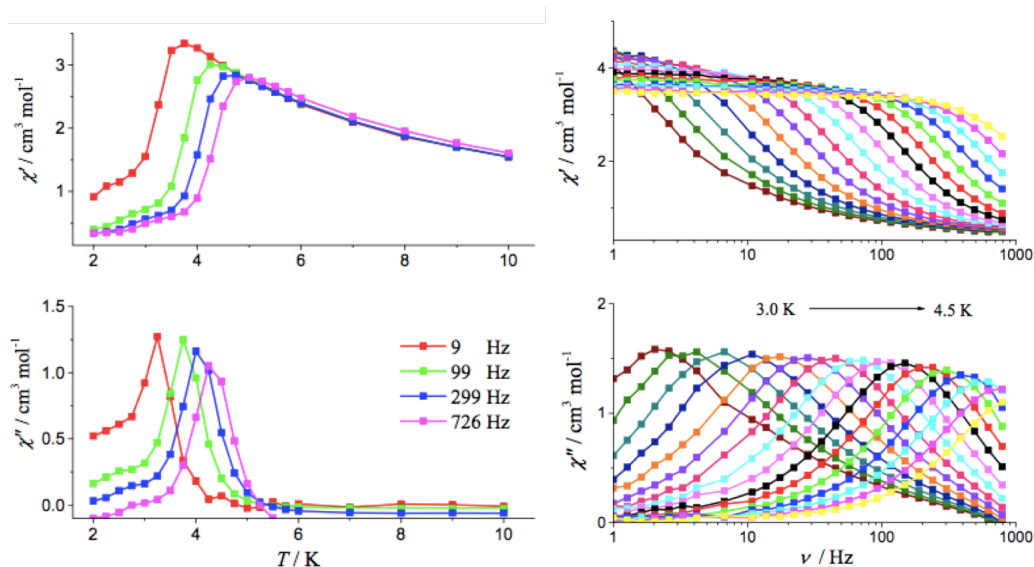 χ' / cm³ mol⁻¹
3
2
1
2 4 6 8 10
χ' / cm³ mol⁻¹
4
2
1 10 100 1000
χ'' / cm³ mol⁻¹
1.5
1.0
0.5
0.0
9 Hz
99 Hz
299 Hz
726 Hz
2 4 6 8 10
T / K
χ'' / cm³ mol⁻¹
2
1
0
3.0 K 4.5 K
1 10 100 1000
ν / Hz